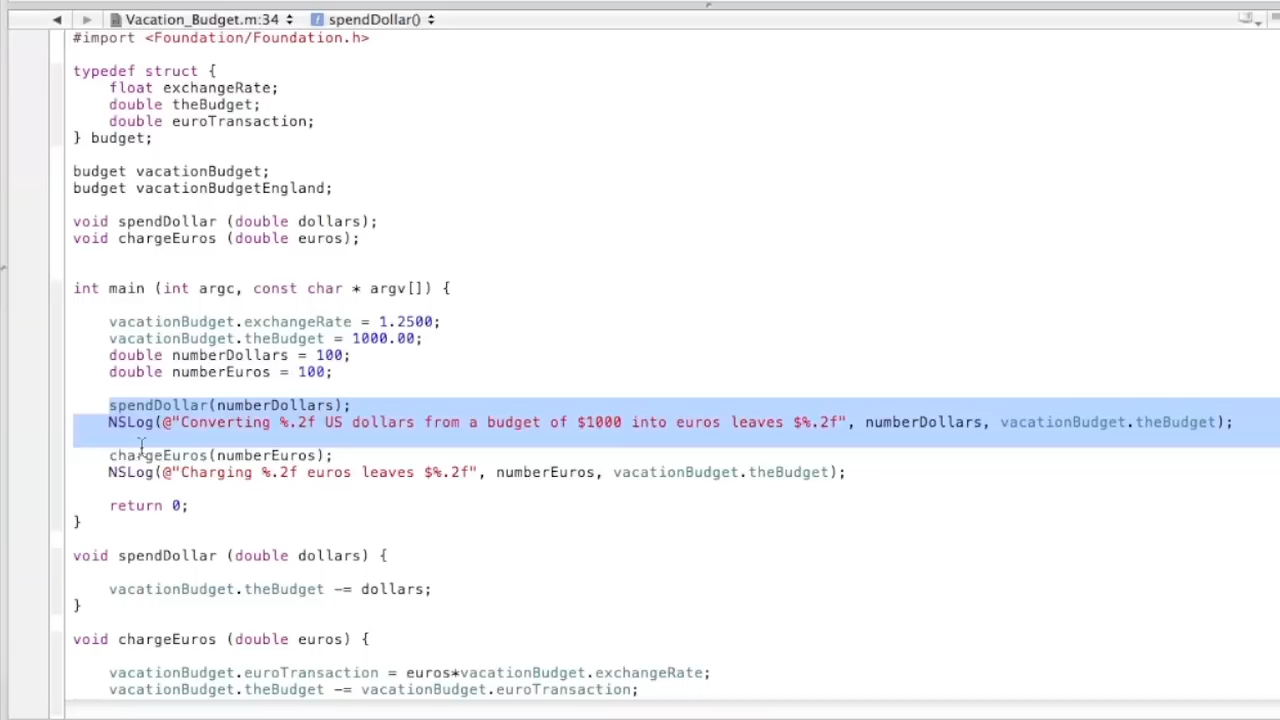 Vacation_Budget.m:34 spendDollar()
#import <Foundation/Foundation.h>
typedef struct {
float exchangeRate;
double theBudget;
double euroTransaction;
} budget;
budget vacationBudget;
budget vacationBudgetEngland;
void spendDollar (double dollars);
void chargeEuros (double euros);
int main (int argc, const char * argv[]) {
vacationBudget.exchangeRate = 1.2500;
vacationBudget.theBudget = 1000.00;
double numberDollars = 100;
double numberEuros = 100;
spendDollar(numberDollars);
NSLog(@"Converting %.2f US dollars from a budget of $1000 into euros leaves $%.2f", numberDollars, vacationBudget.theBudget);
chargeEuros(numberEuros);
NSLog(@"Charging %.2f euros leaves $%.2f", numberEuros, vacationBudget.theBudget);
return 0;
}
void spendDollar (double dollars) {
vacationBudget.theBudget -= dollars;
}
void chargeEuros (double euros) {
vacationBudget.euroTransaction = euros*vacationBudget.exchangeRate;
vacationBudget.theBudget -= vacationBudget.euroTransaction;